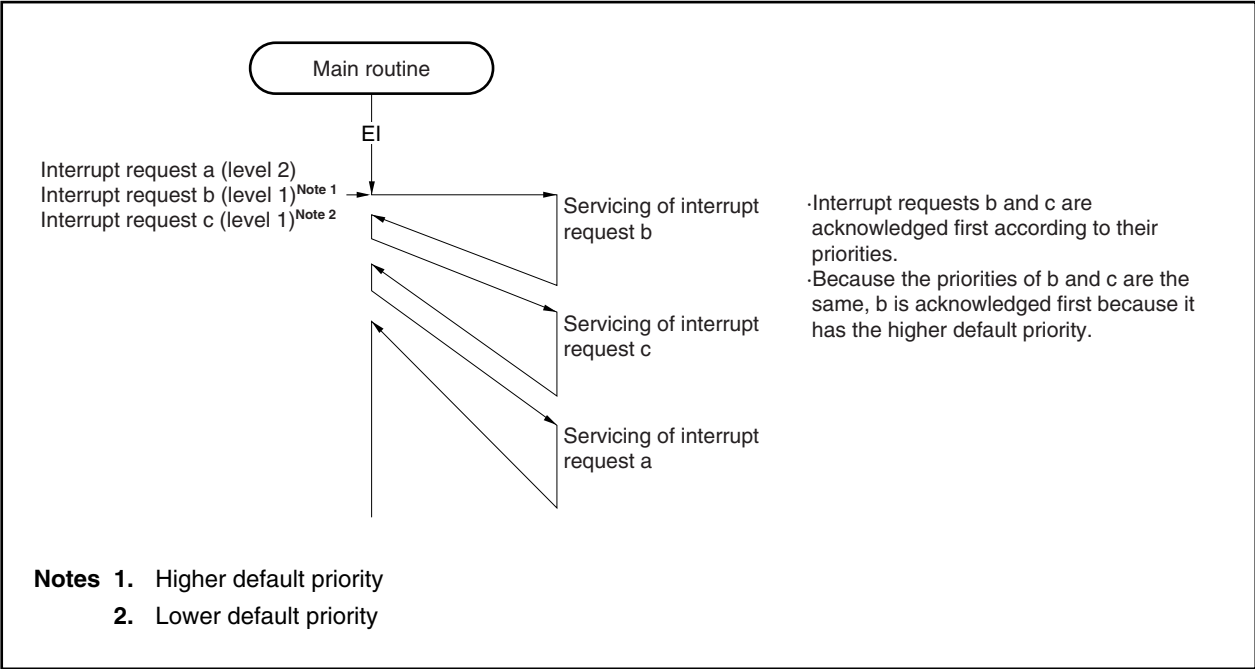 Main routine
EI
Interrupt request a (level 2)
Interrupt request b (level 1)Note 1
Interrupt request c (level 1)Note 2
Servicing of interrupt
request b
·Interrupt requests b and c are
acknowledged first according to their
priorities.
·Because the priorities of b and c are the
same, b is acknowledged first because it
has the higher default priority.
Servicing of interrupt
request c
Servicing of interrupt
request a
Notes 1. Higher default priority
2. Lower default priority